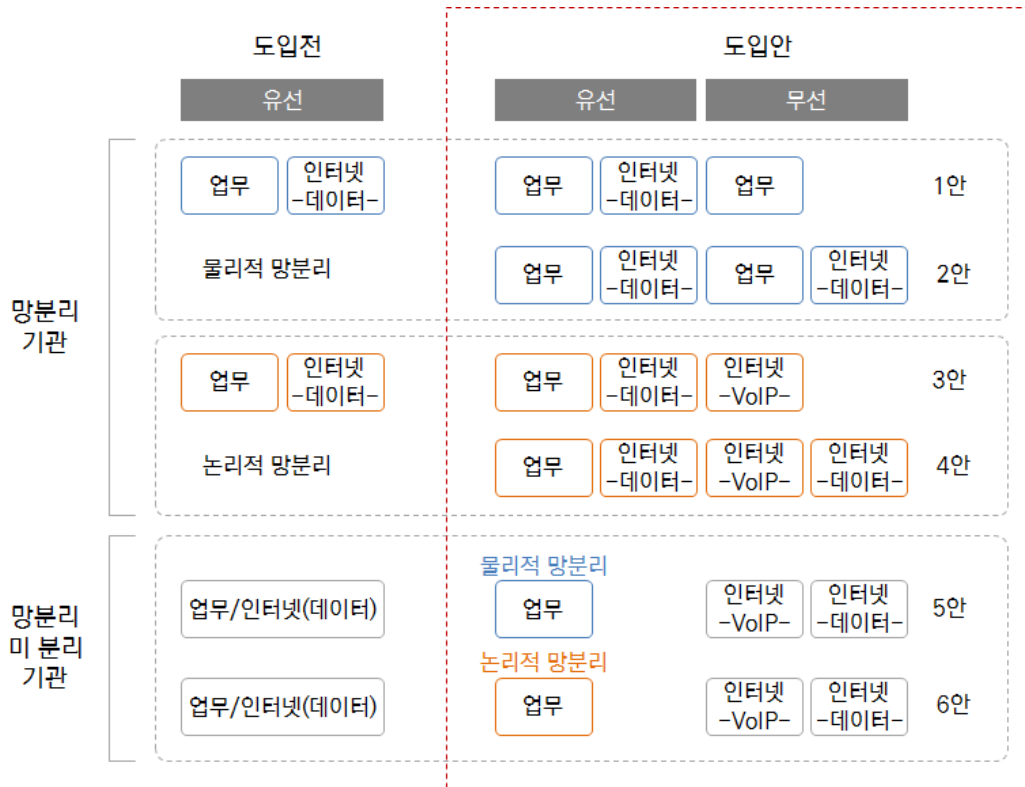 도입전
도입안
유선
유선
무선
망분리
기관
업무
인터넷
-데이터-
업무
인터넷
-데이터-
업무
1안
물리적 망분리
업무
인터넷
-데이터-
업무
인터넷
-데이터-
2안
업무
인터넷
-데이터-
업무
인터넷
-데이터-
인터넷
-VoIP-
3안
논리적 망분리
업무
인터넷
-데이터-
인터넷
-VoIP-
인터넷
-데이터-
4안
망분리
미 분리
기관
업무/인터넷(데이터)
물리적 망분리
업무
인터넷
-VoIP-
인터넷
-데이터-
5안
업무/인터넷(데이터)
논리적 망분리
업무
인터넷
-VoIP-
인터넷
-데이터-
6안